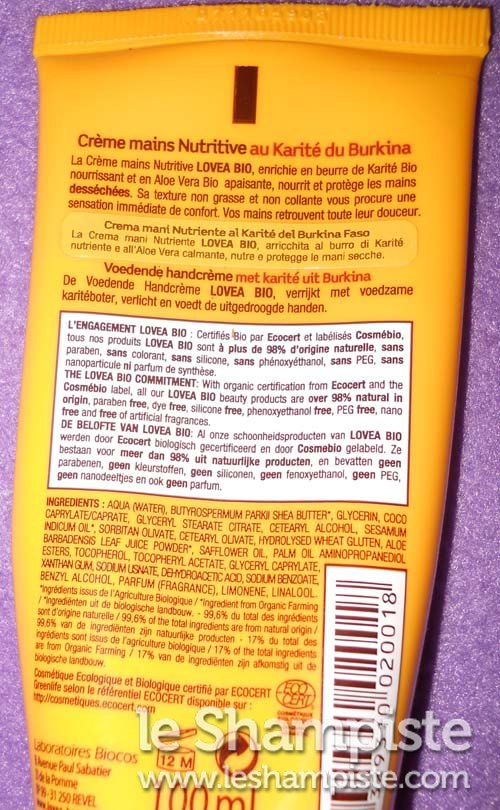 Crème mains Nutritive au Karité du Burkina
La Crème mains Nutritive LOVEA BIO, enrichie en beurre de Karité Bio
nourrissant et en Aloe Vera Bio apaisante, nourrit et protège les mains
desséchées. Sa texture non grasse et non collante vous procure une
sensation immédiate de confort. Vos mains retrouvent toute leur douceur.
Crema mani Nutriente al Karité del Burkina Faso
La Crema mani Nutriente LOVEA BIO, arricchita al burro di Karité
nutriente e all'Aloe Vera calmante, nutre e protegge le mani secche.
Voedende handcrème met karité uit Burkina
De Voedende Handcrème LOVEA BIO, verrijkt met voedzame
karitéboter, verlicht en voedt de uitgedroogde handen.
L'ENGAGEMENT LOVEA BIO : Certifiés Bio par Ecocert et labélisés Cosmébio,
tous nos produits LOVEA BIO sont à plus de 98% d'origine naturelle, sans
paraben, sans colorant, sans silicone, sans phénoxyéthanol, sans PEG, sans
nanoparticule ni parfum de synthèse.
THE LOVEA BIO COMMITMENT: With organic certification from Ecocert and the
Cosmébio label, all our LOVEA BIO beauty products are over 98% natural in
origin, paraben free, dye free, silicone free, phenoxyethanol free, PEG free, nano
free and free of artificial fragrances.
DE BELOFTE VAN LOVEA BIO: Al onze schoonheidsproducten van LOVEA BIO
werden door Ecocert biologisch gecertificeerd en door Cosmebio gelabeld. Ze
bestaan voor meer dan 98% uit natuurlijke producten, en bevatten geen
parabenen, geen kleurstoffen, geen siliconen, geen fenoxyethanol, geen PEG,
geen nanodeeltjes en ook geen parfum.
INGREDIENTS : AQUA (WATER), BUTYROSPERMUM PARKII SHEA BUTTER*, GLYCERIN, COCO
CAPRYLATE/CAPRATE, GLYCERYL STEARATE CITRATE, CETEARYL ALCOHOL, SESAMUM
INDICUM OIL*, SORBITAN OLIVATE, CETEARYL OLIVATE, HYDROLYSED WHEAT GLUTEN, ALOE
BARBADENSIS LEAF JUICE POWDER*, SAFFLOWER OIL, PALM OIL AMINOPROPANEDIOL
ESTERS, TOCOPHEROL, TOCOPHERYL ACETATE, GLYCERYL CAPRYLATE,
XANTHAN GUM, SODIUM USNATE, DEHYDROACETIC ACID, SODIUM BENZOATE,
BENZYL ALCOHOL, PARFUM (FRAGRANCE), LIMONENE, LINALOOL.
*Ingrédients issus de l'Agriculture Biologique / *Ingredient from Organic Farming
/ *Ingrediënten uit de biologische landbouw. - 99,6% du total des ingrédients
sont d'origine naturelle / 99,6% of the total ingredients are from natural origin /
99,6% van de ingrediënten zijn natuurlijke producten - 17% du total des
ingrédients sont issus de l'agriculture biologique / 17% of the total ingredients
are from Organic Farming / 17% van de ingrediënten zijn afkomstig uit de
biologische landbouw.
Cosmétique Ecologique et Biologique certifié par ECOCERT
Greenlife selon le référentiel ECOCERT disponible sur :
http://cosmetiques.ecocert.com
ECO
CERT
020018
Laboratoires Biocos
Avenue Paul Sabatier
de la Pomme
31 250 REVEL
12 M
100 ml
le Shampiste
www.leshampiste.com